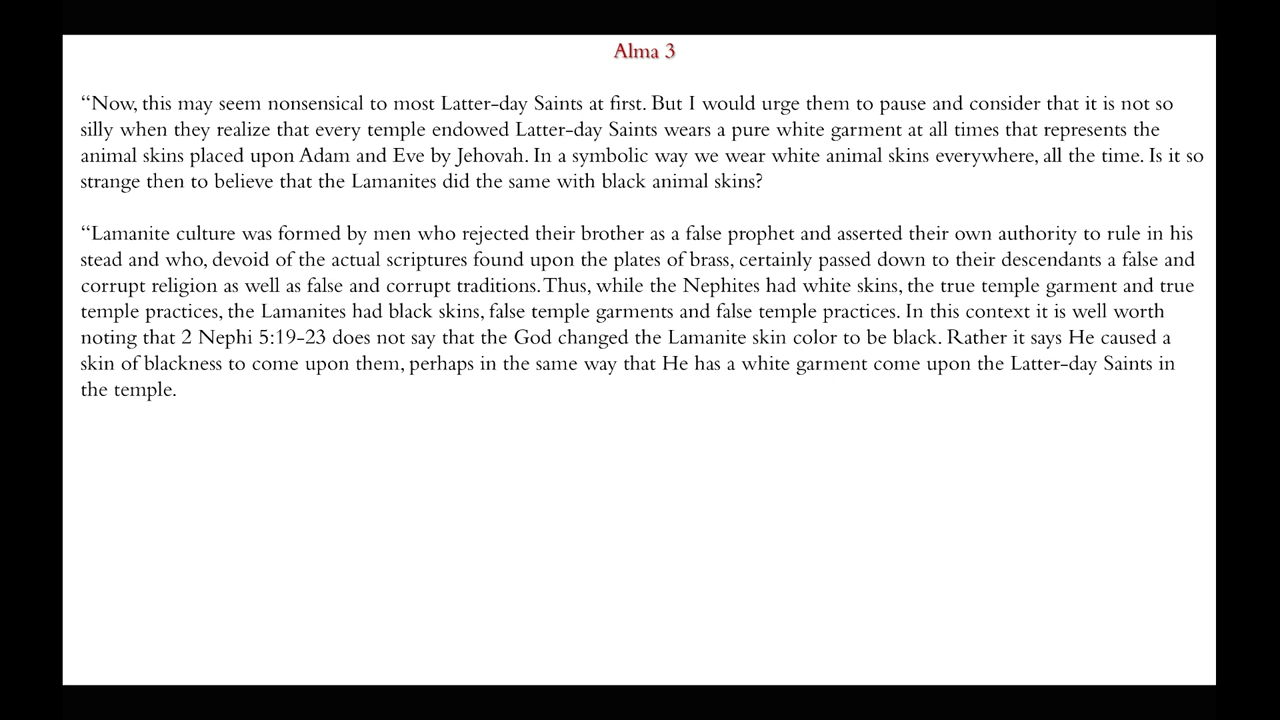 Alma 3
“Now, this may seem nonsensical to most Latter-day Saints at first. But I would urge them to pause and consider that it is not so
silly when they realize that every temple endowed Latter-day Saints wears a pure white garment at all times that represents the
animal skins placed upon Adam and Eve by Jehovah. In a symbolic way we wear white animal skins everywhere, all the time. Is it so
strange then to believe that the Lamanites did the same with black animal skins?
“Lamanite culture was formed by men who rejected their brother as a false prophet and asserted their own authority to rule in his
stead and who, devoid of the actual scriptures found upon the plates of brass, certainly passed down to their descendants a false and
corrupt religion as well as false and corrupt traditions. Thus, while the Nephites had white skins, the true temple garment and true
temple practices, the Lamanites had black skins, false temple garments and false temple practices. In this context it is well worth
noting that 2 Nephi 5:19-23 does not say that the God changed the Lamanite skin color to be black. Rather it says He caused a
skin of blackness to come upon them, perhaps in the same way that He has a white garment come upon the Latter-day Saints in
the temple.